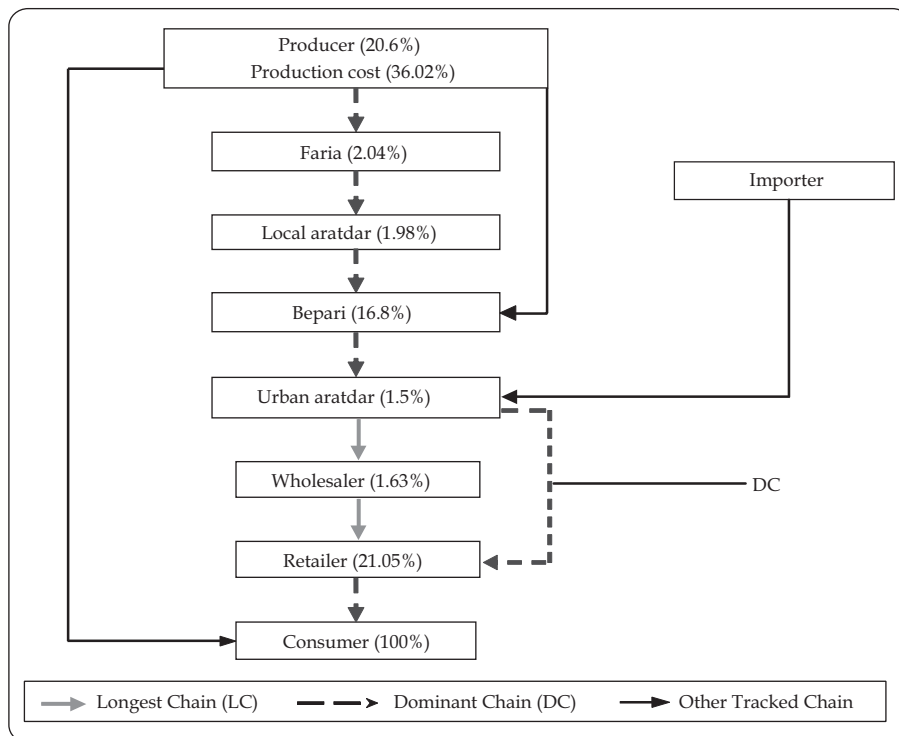 Producer (20.6%)
Production cost (36.02%)
Faria (2.04%)
Importer
Local aratdar (1.98%)
Bepari (16.8%)
Urban aratdar (1.5%)
Wholesaler (1.63%)
DC
Retailer (21.05%)
Consumer (100%)
Longest Chain (LC)
Dominant Chain (DC)
Other Tracked Chain